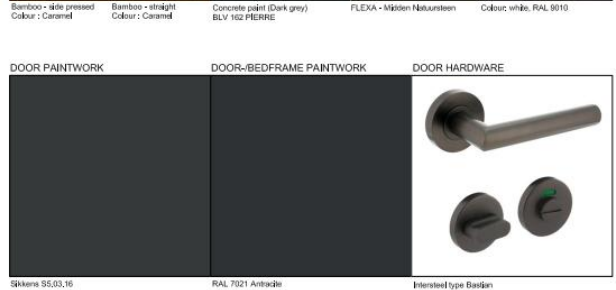 Bamboo - side pressed
Colour : Caramel
Bamboo - straight
Colour : Caramel
Concrete paint (Dark grey)
BLV 162 PIERRE
FLEXA - Midden Natuursteen
Colour: white, RAL 9010
DOOR PAINTWORK
DOOR-/BEDFRAME PAINTWORK
DOOR HARDWARE
Sikkens S5,03,16
RAL 7021 Antracite
Intersteel type Bastian